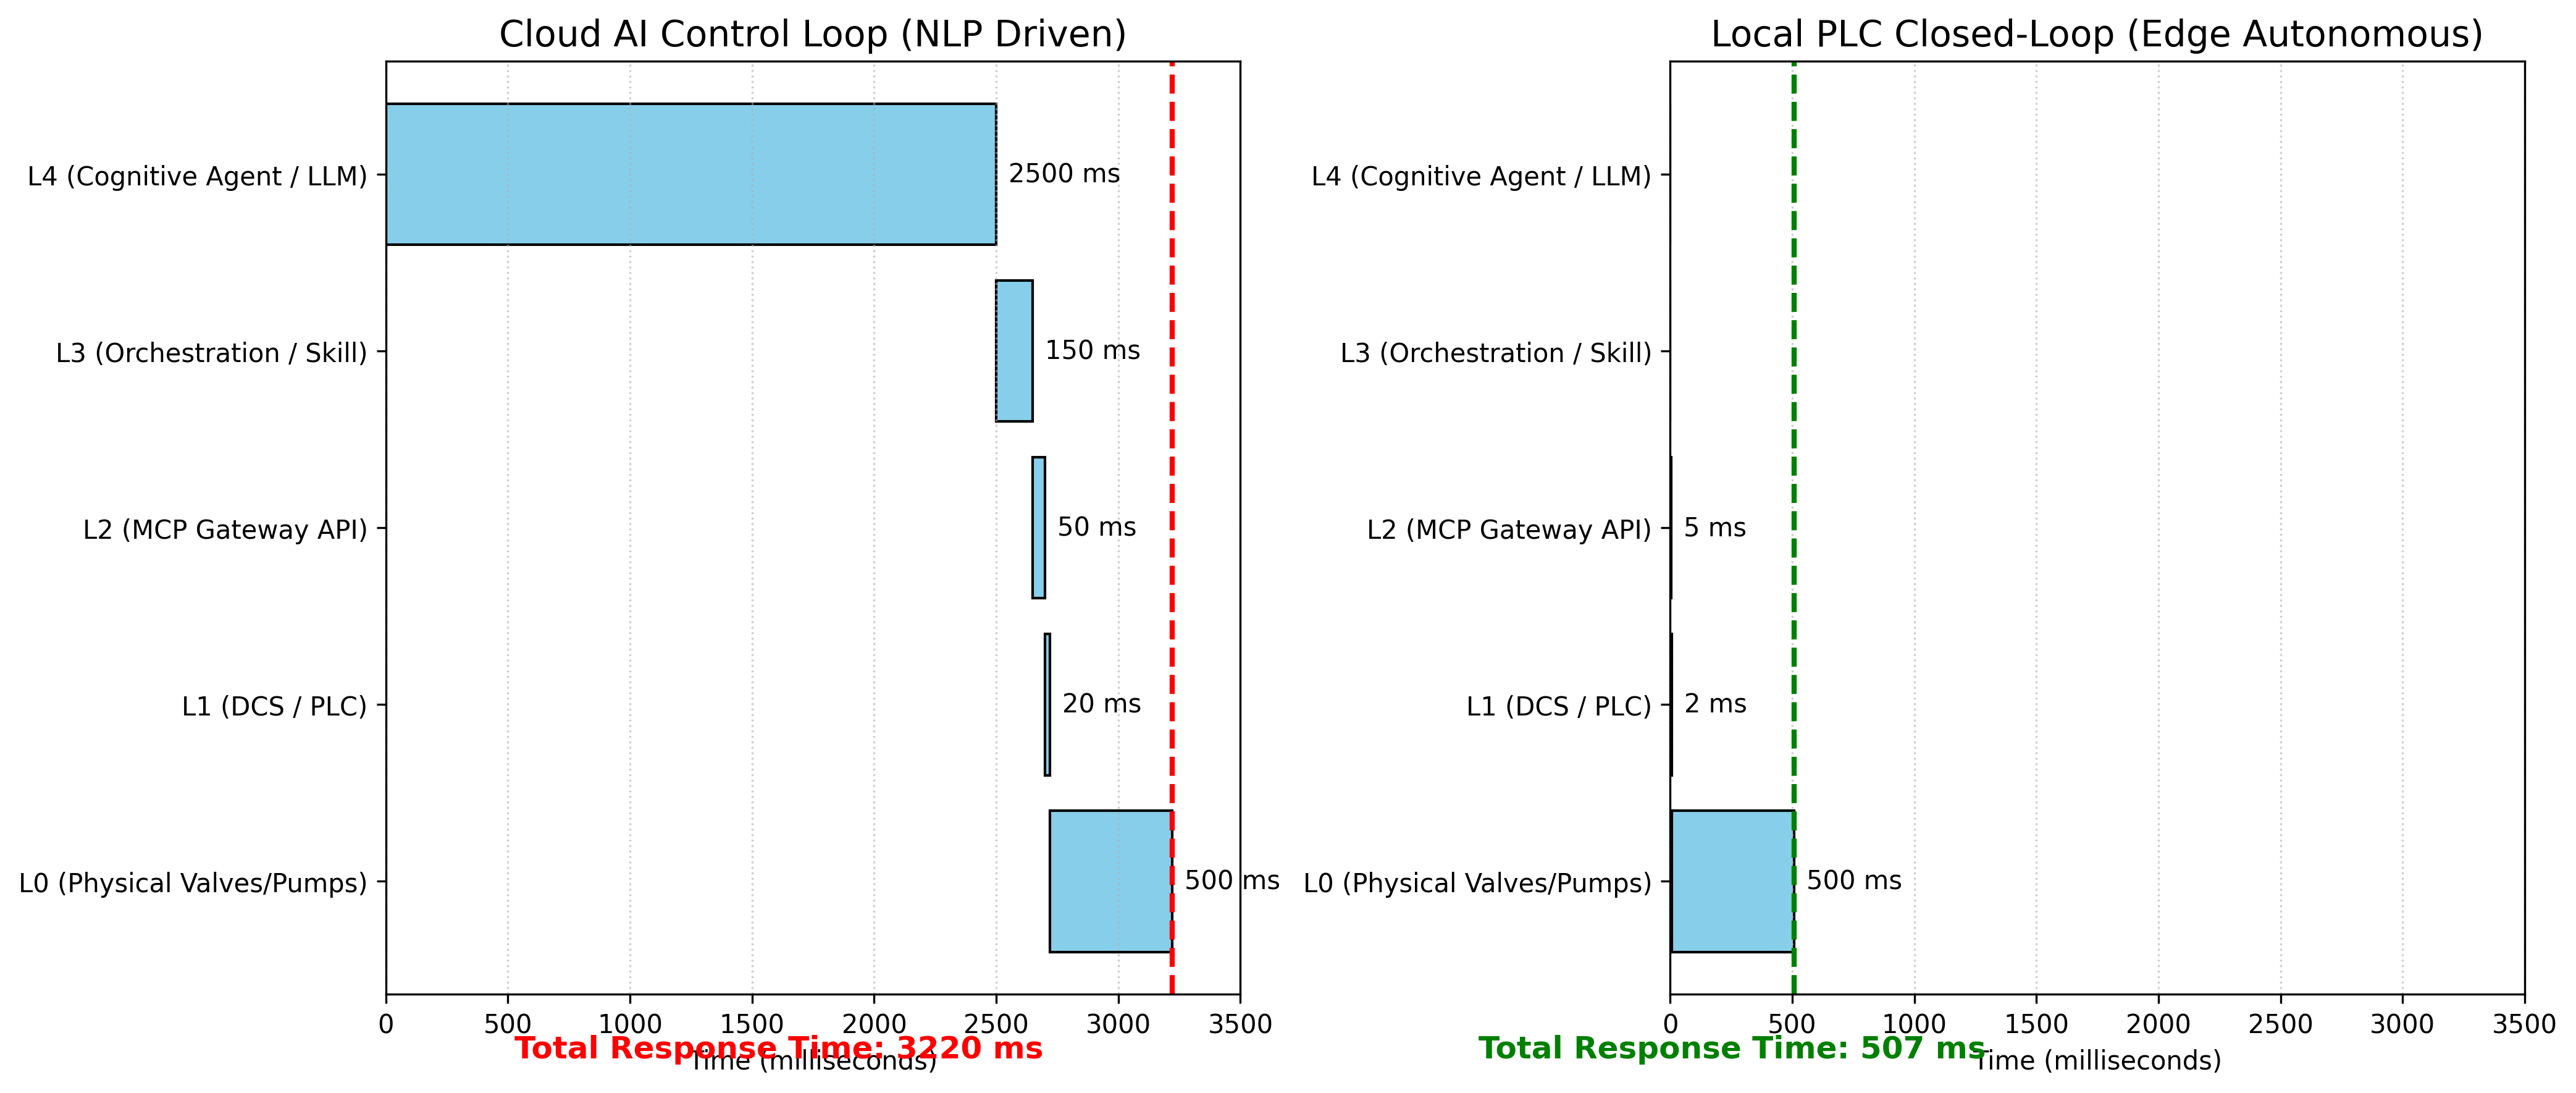 Cloud AI Control Loop (NLP Driven)
L4 (Cognitive Agent / LLM)
2500 ms
L3 (Orchestration / Skill)
150 ms
L2 (MCP Gateway API)
50 ms
L1 (DCS / PLC)
20 ms
L0 (Physical Valves/Pumps)
500 ms
0 500 1000 1500 2000 2500 3000 3500
Total Response Time: 3220 ms
Time (milliseconds)
Local PLC Closed-Loop (Edge Autonomous)
L4 (Cognitive Agent / LLM)
L3 (Orchestration / Skill)
L2 (MCP Gateway API)
5 ms
L1 (DCS / PLC)
2 ms
L0 (Physical Valves/Pumps)
500 ms
0 500 1000 1500 2000 2500 3000 3500
Total Response Time: 507 ms
Time (milliseconds)